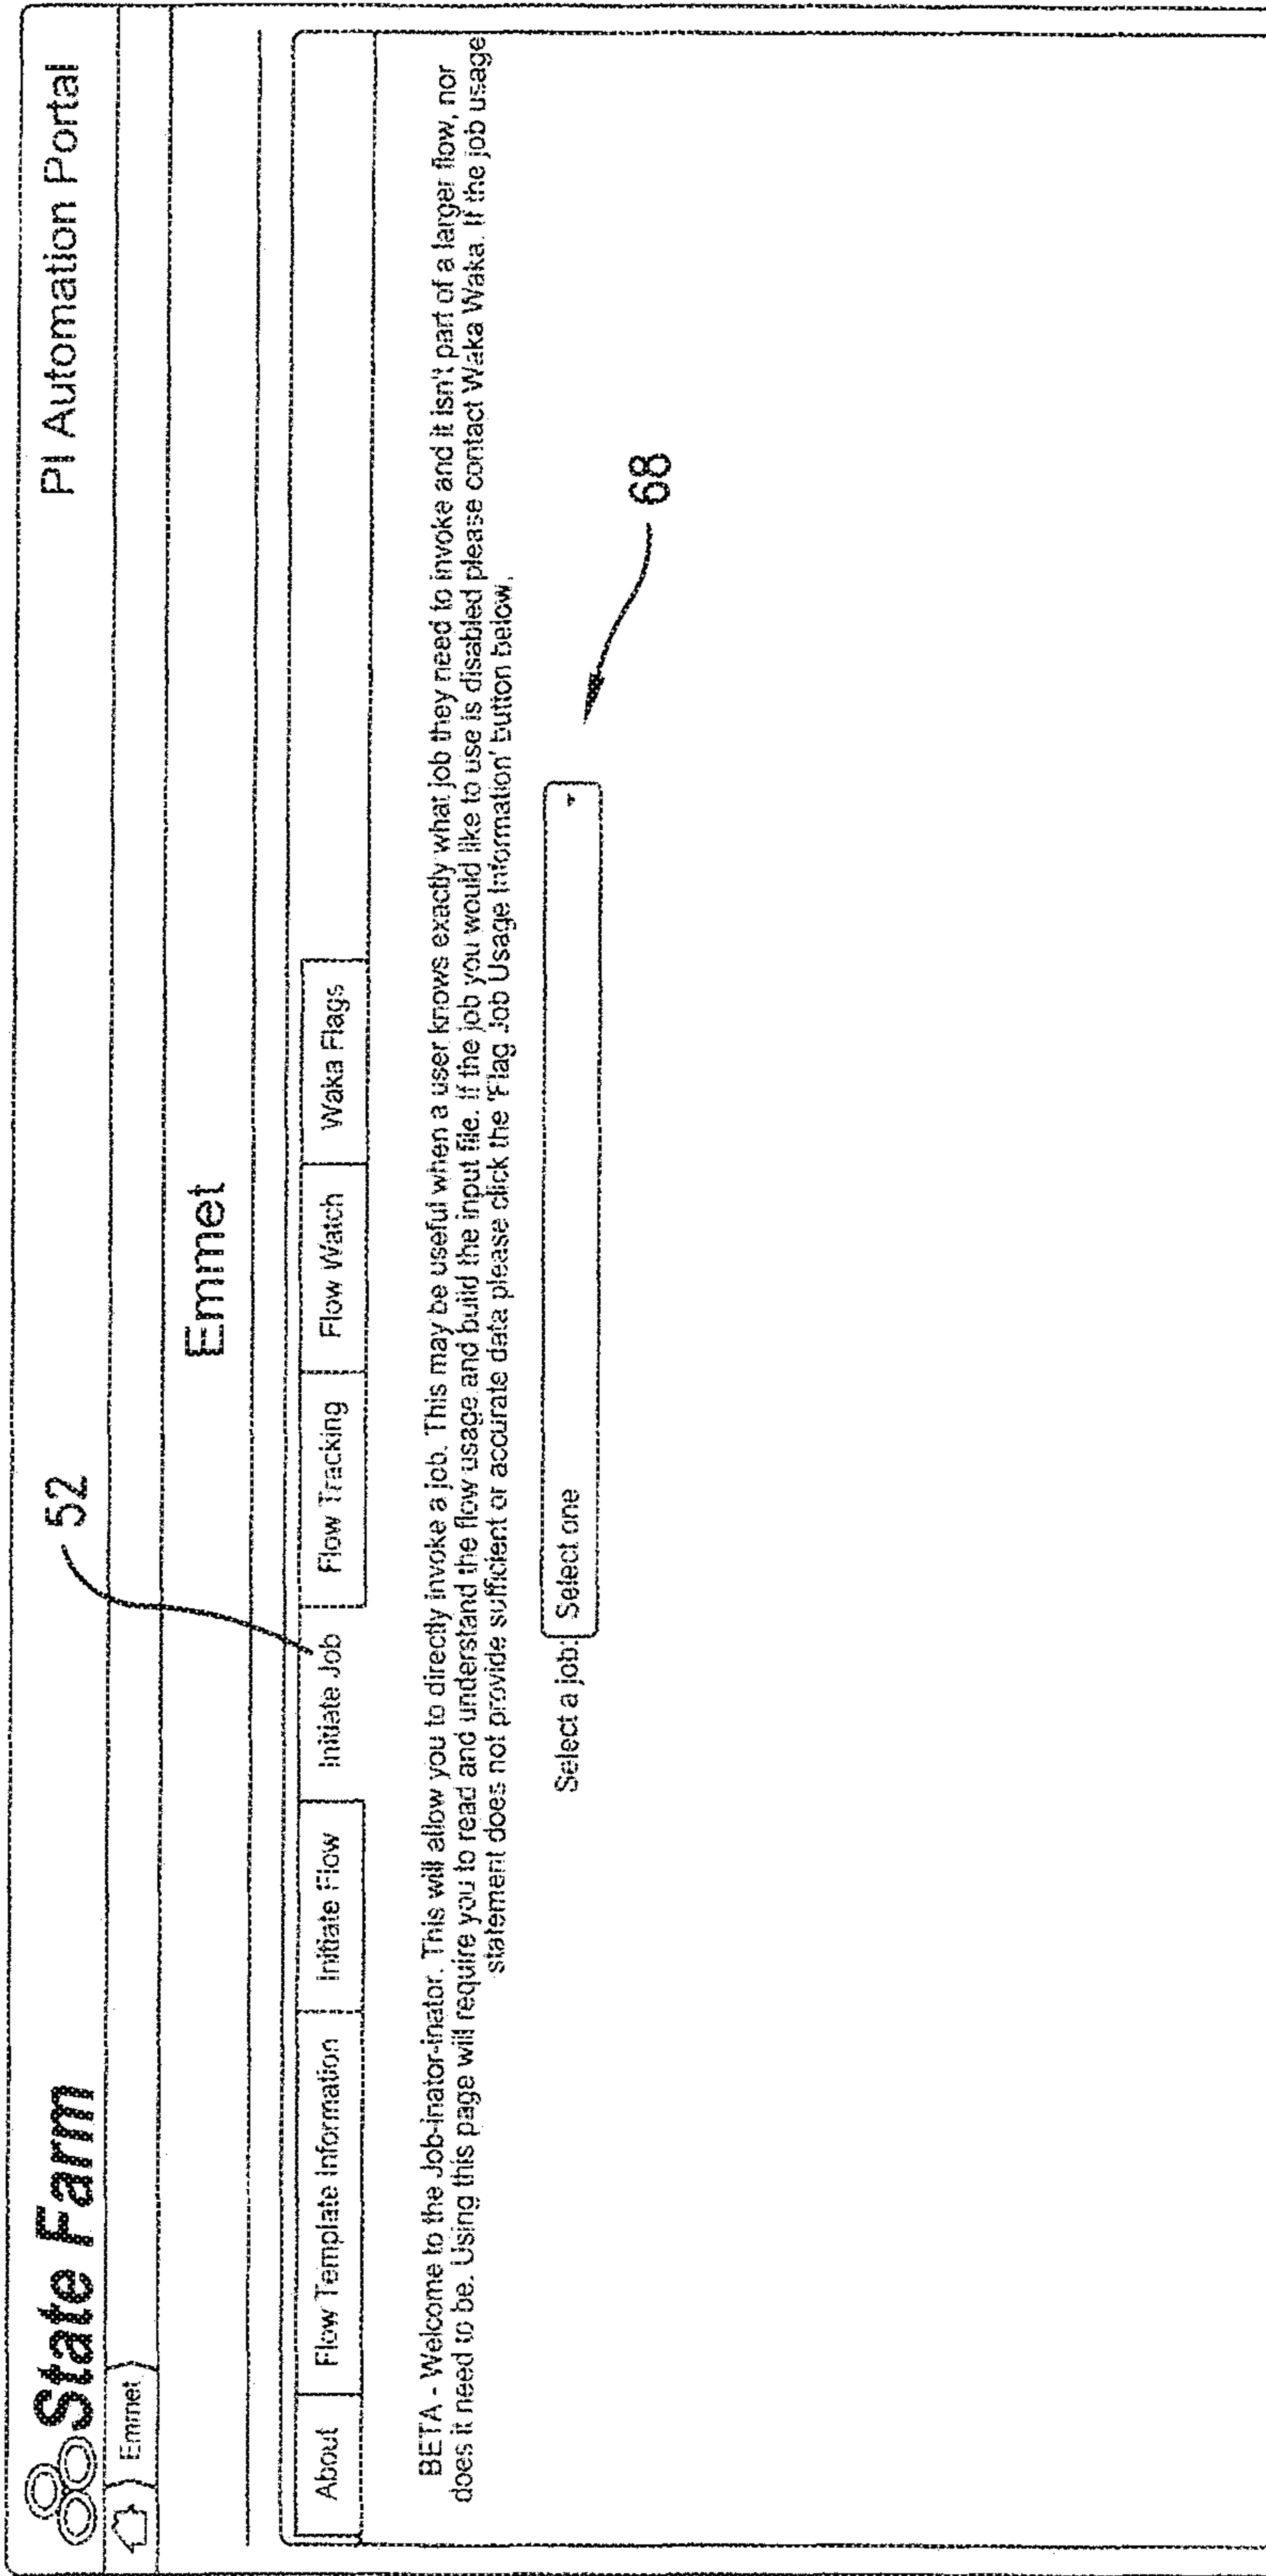 State Farm
PI Automation Portal
Emmet
52
Emmet
About
Flow Template Information
Initiate Flow
Initiate Job
Flow Tracking
Flow Watch
Waka Flags
BETA - Welcome to the Job-inator-inator. This will allow you to directly invoke a job. This may be useful when a user knows exactly what job they need to invoke and it isn't part of a larger flow, nor
does it need to be. Using this page will require you to read and understand the flow usage and build the input file. If the job you would like to use is disabled please contact Waka Waka. If the job usage
statement does not provide sufficient or accurate data please click the 'Flag Job Usage Information' button below.
Select a job: Select one
68